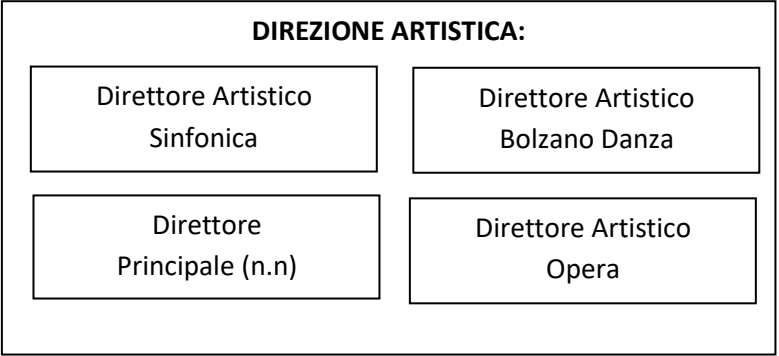 DIREZIONE ARTISTICA:
Direttore Artistico
Sinfonica
Direttore Artistico
Bolzano Danza
Direttore
Principale (n.n)
Direttore Artistico
Opera